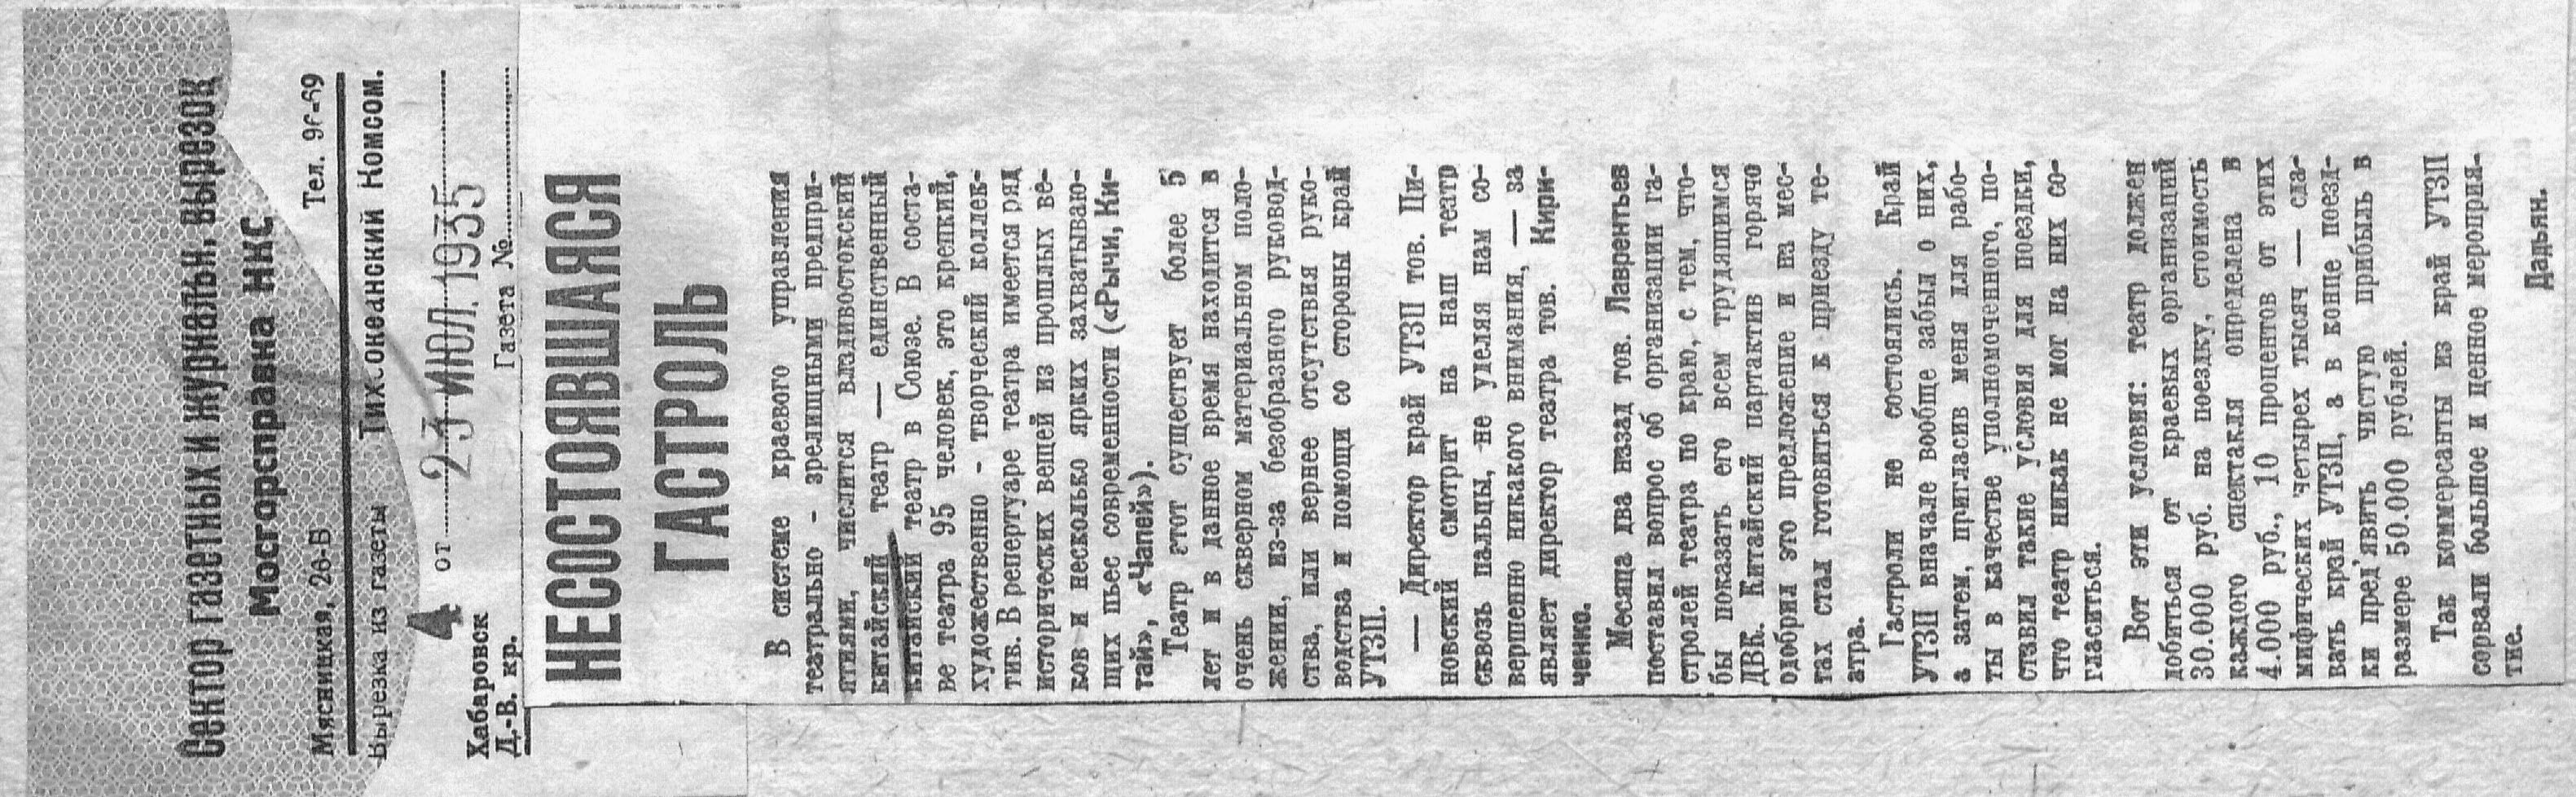 Сектор газетных и журнальн. вырезок
Мосгорсправка НКС
Мясницкая, 26-В Тел. 96-69
Вырезка из газеты
Тихоокеанский Комсом.
4 от 23 ИЮЛ. 1935
Хабаровск
Д.-В. кр.
Газета №
НЕСОСТОЯВШАЯСЯ
ГАСТРОЛЬ
В системе краевого управления
театрально - зрелищными предпри-
ятиями, числится владивостокский
китайский театр — единственный
китайский театр в Союзе. В соста-
ве театра 95 человек, это крепкий,
художественно - творческий коллек-
тив. В репертуаре театра имеется ряд
исторических вещей из прошлых ве-
ков и несколько ярких захватываю-
щих пьес современности («Рычи, Ки-
тай», «Чапей»).
Театр этот существует более 5
лет и в данное время находится в
очень скверном материальном поло-
жении, из-за безобразного руковод-
ства, или вернее отсутствия руко-
водства и помощи со стороны край
УТЗП.
— Директор край УТЗП тов. Ци-
новский смотрит на наш театр
сквозь пальцы, не уделяя нам со-
вершенно никакого внимания, — за
являет директор театра тов. Кири-
ченко.
Месяца два назад тов. Лаврентьев
поставил вопрос об организации га-
стролей театра по краю, с тем, что-
бы показать его всем трудящимся
ДВК. Китайский партактив горячо
одобрил это предложение и на мес-
тах стал готовиться к приезду те-
атра.
Гастроли не состоялись. Край
УТЗП вначале вообще забыл о них,
а затем, пригласив меня для рабо-
ты в качестве уполномоченного, по-
ставил такие условия для поездки,
что театр никак не мог на них со-
гласиться.
Вот эти условия: театр должен
добиться от краевых организаций
30.000 руб. на поездку, стоимость
каждого спектакля определена в
4.000 руб., 10 процентов от этих
мифических четырех тысяч — сда-
вать край УТЗП, а в конце поезд-
ки пред'явить чистую прибыль в
размере 50.000 рублей.
Так коммерсанты из край УТЗП
сорвали большое и ценное мероприя-
тие.
Дадьян.